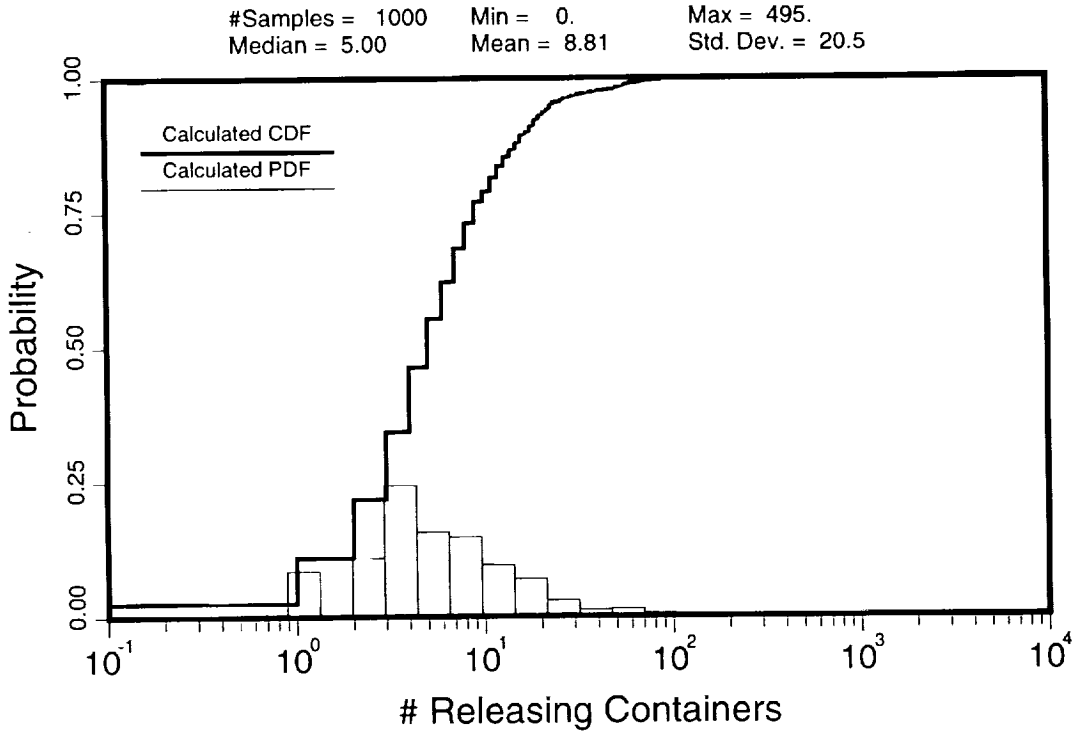 #Samples = 1000 Min = 0. Max = 495.
Median = 5.00 Mean = 8.81 Std. Dev. = 20.5
Calculated CDF
Calculated PDF
Probability
1.00
0.75
0.50
0.25
0.00
10^-1 10^0 10^1 10^2 10^3 10^4
# Releasing Containers